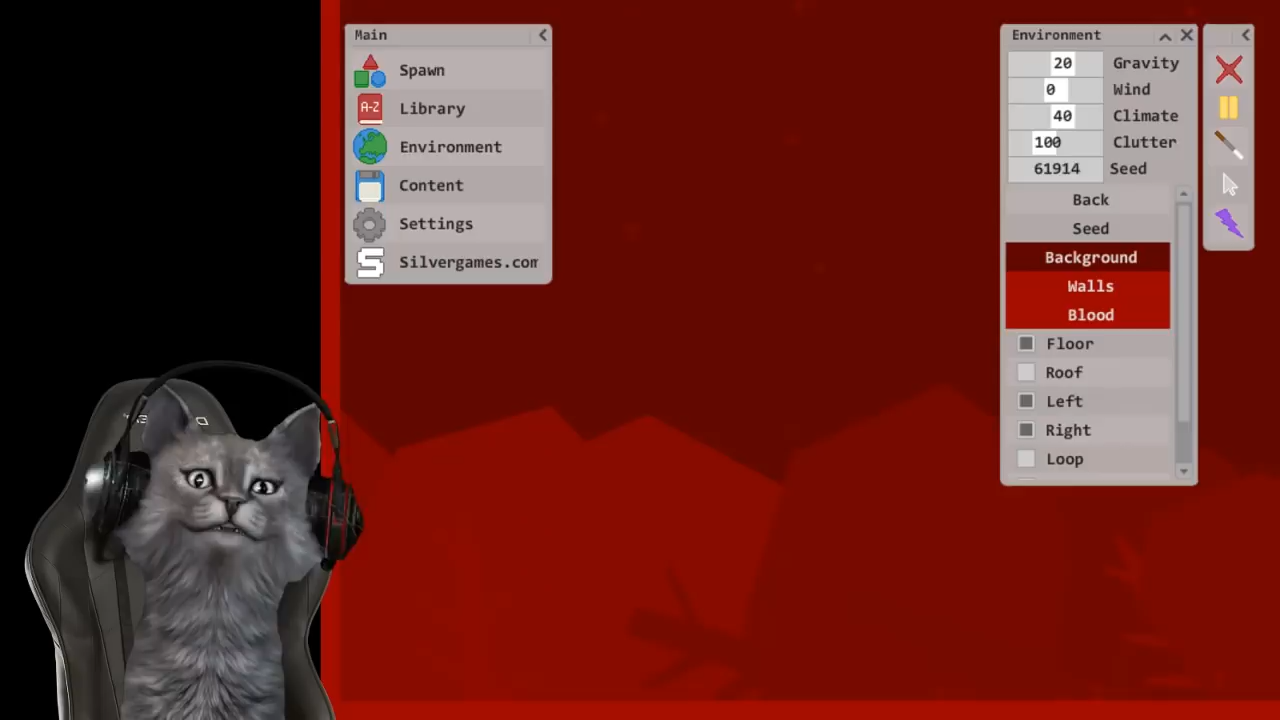 Main
Spawn
A-Z
Library
Environment
Content
Settings
S
Silvergames.com
Environment
20 Gravity
0 Wind
40 Climate
100 Clutter
61914 Seed
Back
Seed
Background
Walls
Blood
Floor
Roof
Left
Right
Loop